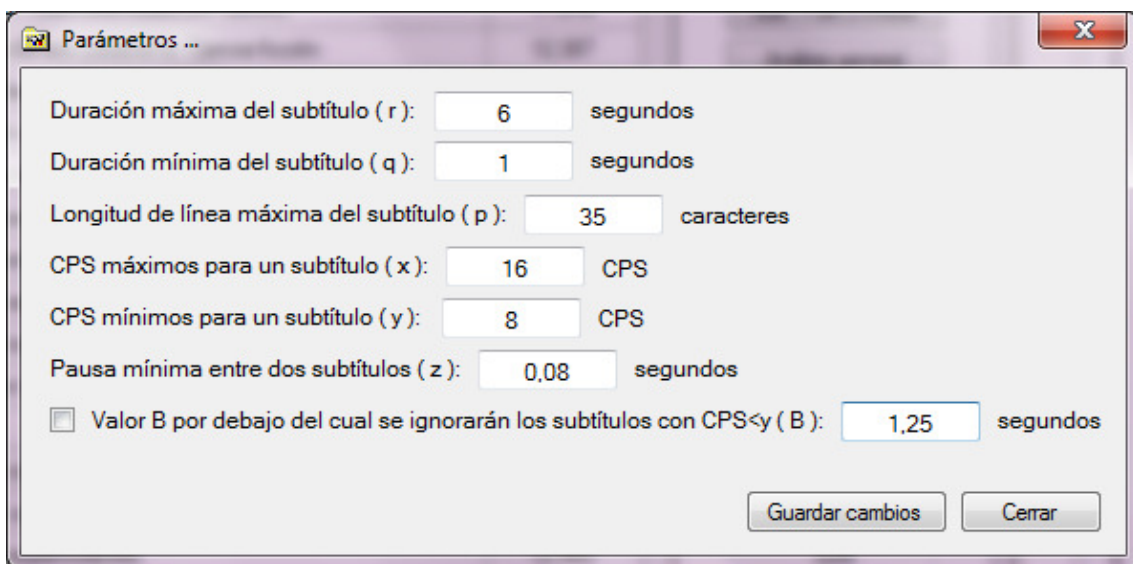 Parámetros ...
Duración máxima del subtítulo ( r ): 6 segundos
Duración mínima del subtítulo ( q ): 1 segundos
Longitud de línea máxima del subtítulo ( p ): 35 caracteres
CPS máximos para un subtítulo ( x ): 16 CPS
CPS mínimos para un subtítulo ( y ): 8 CPS
Pausa mínima entre dos subtítulos ( z ): 0,08 segundos
Valor B por debajo del cual se ignorarán los subtítulos con CPS<y ( B ): 1,25 segundos
Guardar cambios Cerrar